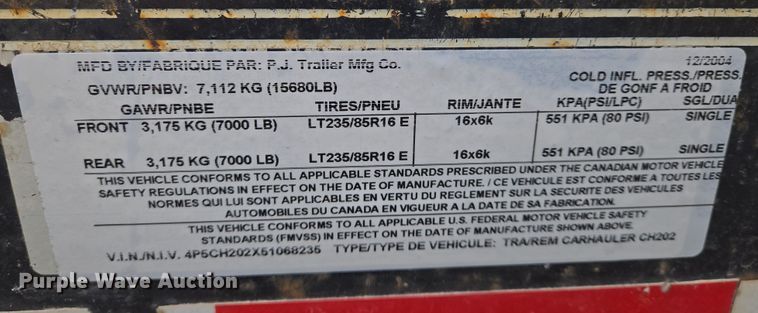 MFD BY/FABRIQUE PAR: P.J. Trailer Mfg Co. 12/2004
GVWR/PNBV: 7,112 KG (15680LB) COLD INFL. PRESS./PRESS.
DE GONF A FROID
GAWR/PNBE TIRES/PNEU RIM/JANTE KPA(PSI/LPC) SGL/DUA
FRONT 3,175 KG (7000 LB) LT235/85R16 E 16x6k 551 KPA (80 PSI) SINGLE
REAR 3,175 KG (7000 LB) LT235/85R16 E 16x6k 551 KPA (80 PSI) SINGLE
THIS VEHICLE CONFORMS TO ALL APPLICABLE STANDARDS PRESCRIBED UNDER THE CANADIAN MOTOR VEHICLE
SAFETY REGULATIONS IN EFFECT ON THE DATE OF MANUFACTURE. / CE VEHICULE EST CONFORME A TOUTES LES
NORMES QUI LUI SONT APPLICABLES EN VERTU DU REGLEMENT SUR LA SECURITE DES VEHICULES
AUTOMOBILES DU CANADA EN VIGUEUR A LA DATE DE SA FABRICATION.
THIS VEHICLE CONFORMS TO ALL APPLICABLE U.S. FEDERAL MOTOR VEHICLE SAFETY
STANDARDS (FMVSS) IN EFFECT ON THE DATE OF MANUFACTURE SHOWN ABOVE.
V.I.N./N.I.V. 4P5CH202X51068235 TYPE/TYPE DE VEHICULE: TRA/REM CARHAULER CH202
Purple Wave Auction